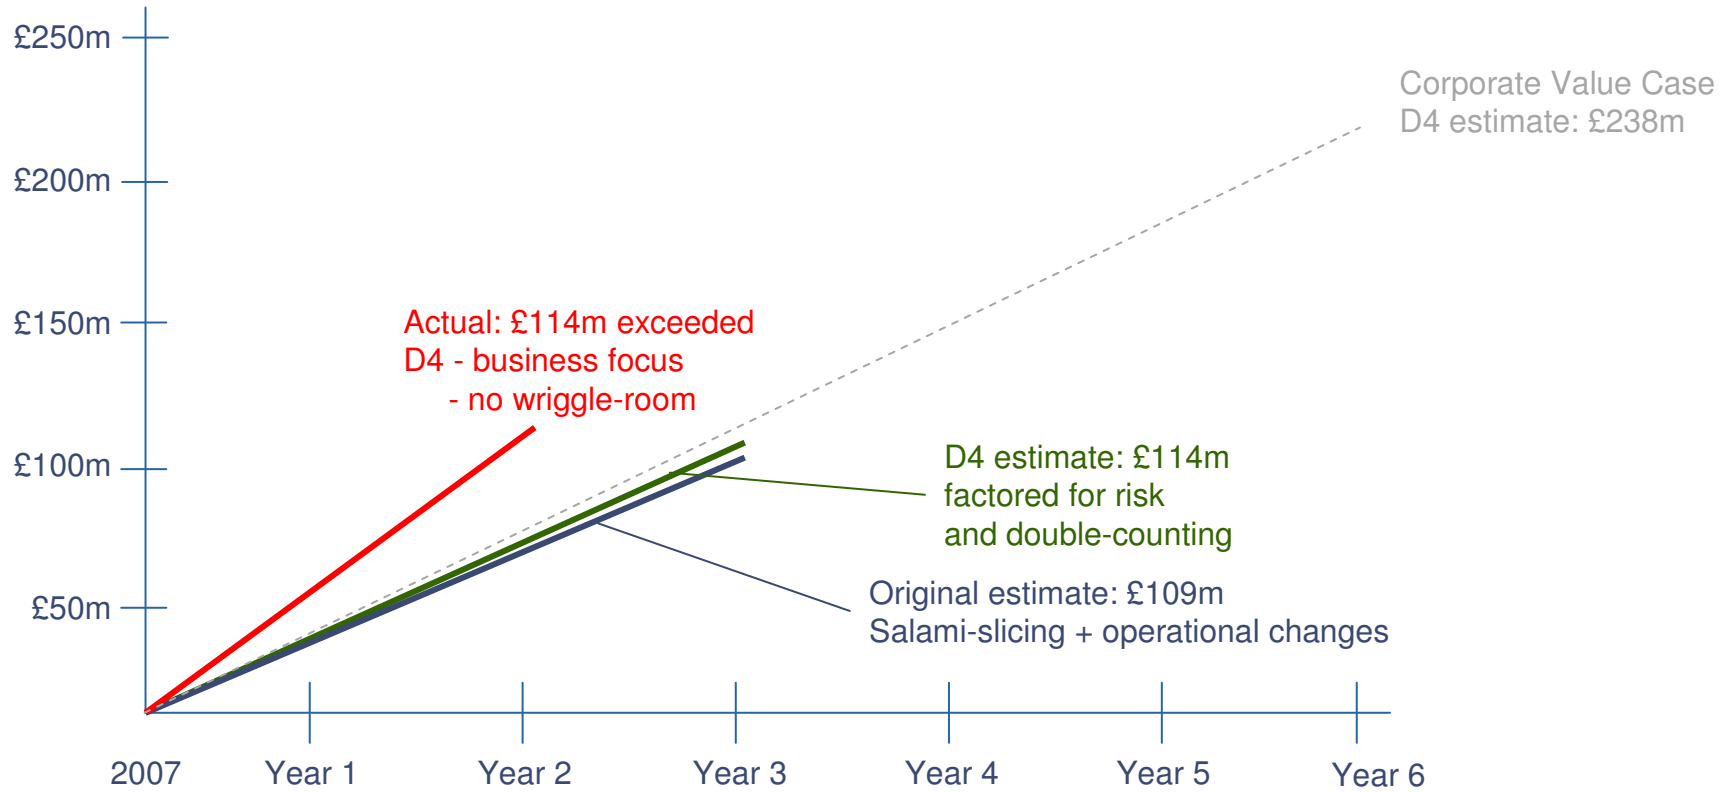 £250m
£200m
£150m
£100m
£50m
Corporate Value Case
D4 estimate: £238m
Actual: £114m exceeded
D4 - business focus
- no wriggle-room
D4 estimate: £114m
factored for risk
and double-counting
Original estimate: £109m
Salami-slicing + operational changes
2007 Year 1 Year 2 Year 3 Year 4 Year 5 Year 6